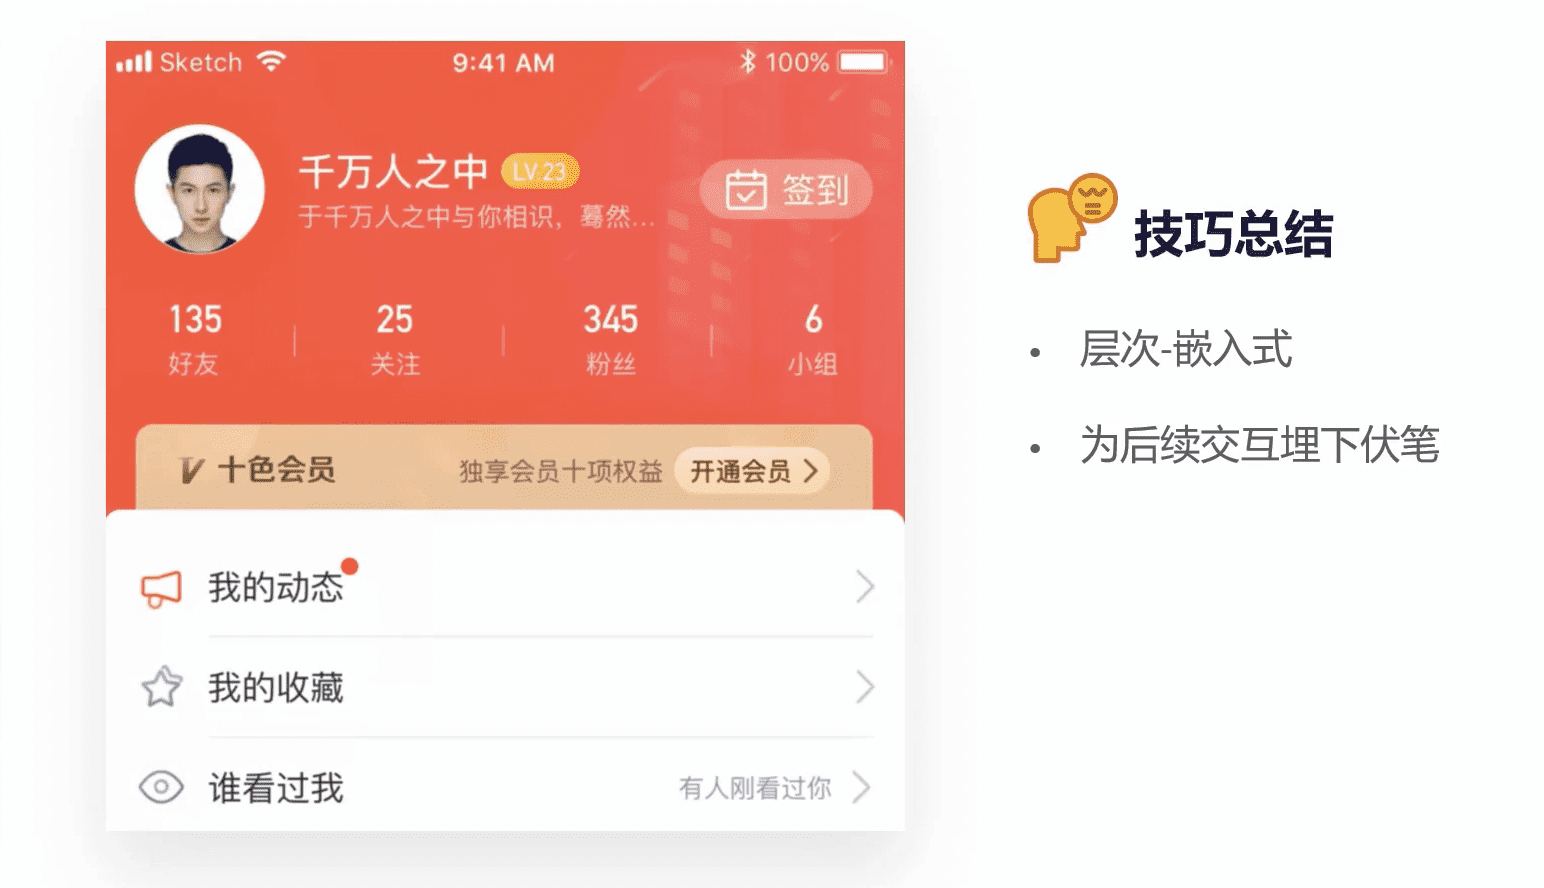 Sketch 9:41 AM 100%
千万人之中 LV.23
于千万人之中与你相识，蓦然...
签到
135 25 345 6
好友 关注 粉丝 小组
V 十色会员 独享会员十项权益 开通会员
我的动态
我的收藏
谁看过我 有人刚看过你
技巧总结
• 层次-嵌入式
• 为后续交互埋下伏笔